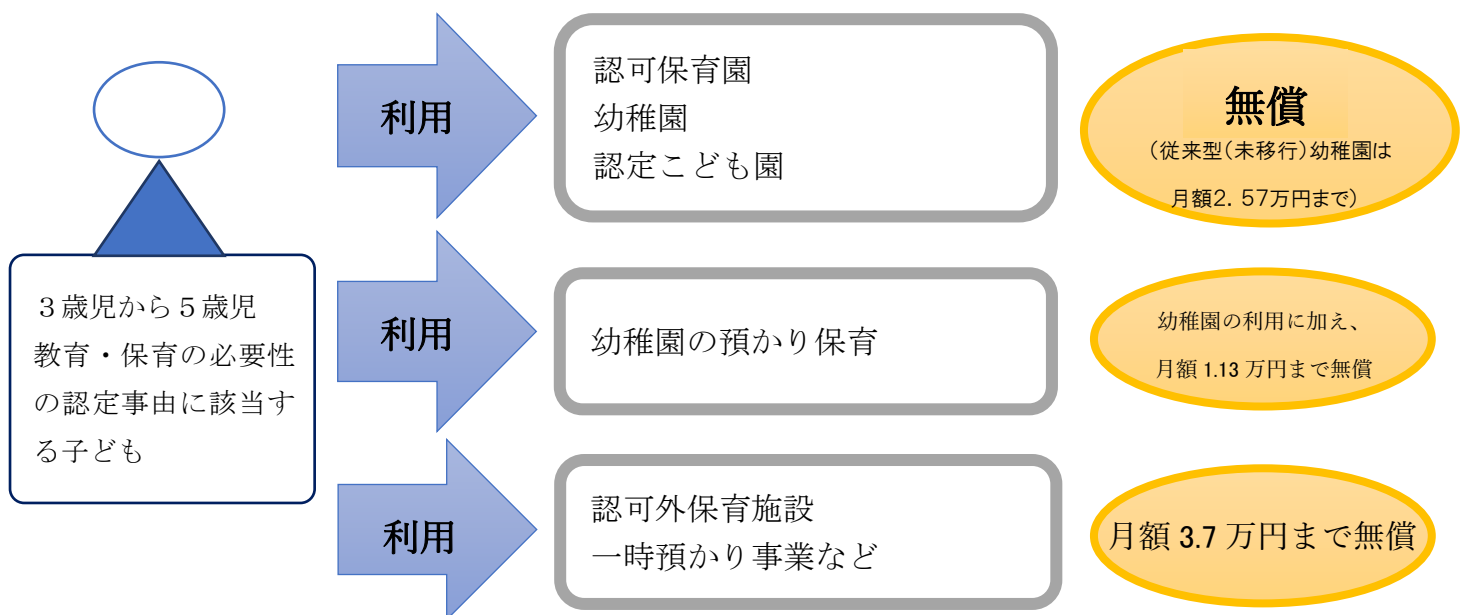 ３歳児から５歳児
教育・保育の必要性
の認定事由に該当す
る子ども
利用
認可保育園
幼稚園
認定こども園
無償
（従来型（未移行）幼稚園は
月額２．５７万円まで）
利用
幼稚園の預かり保育
幼稚園の利用に加え、
月額 1.13 万円まで無償
利用
認可外保育施設
一時預かり事業など
月額 3.7 万円まで無償